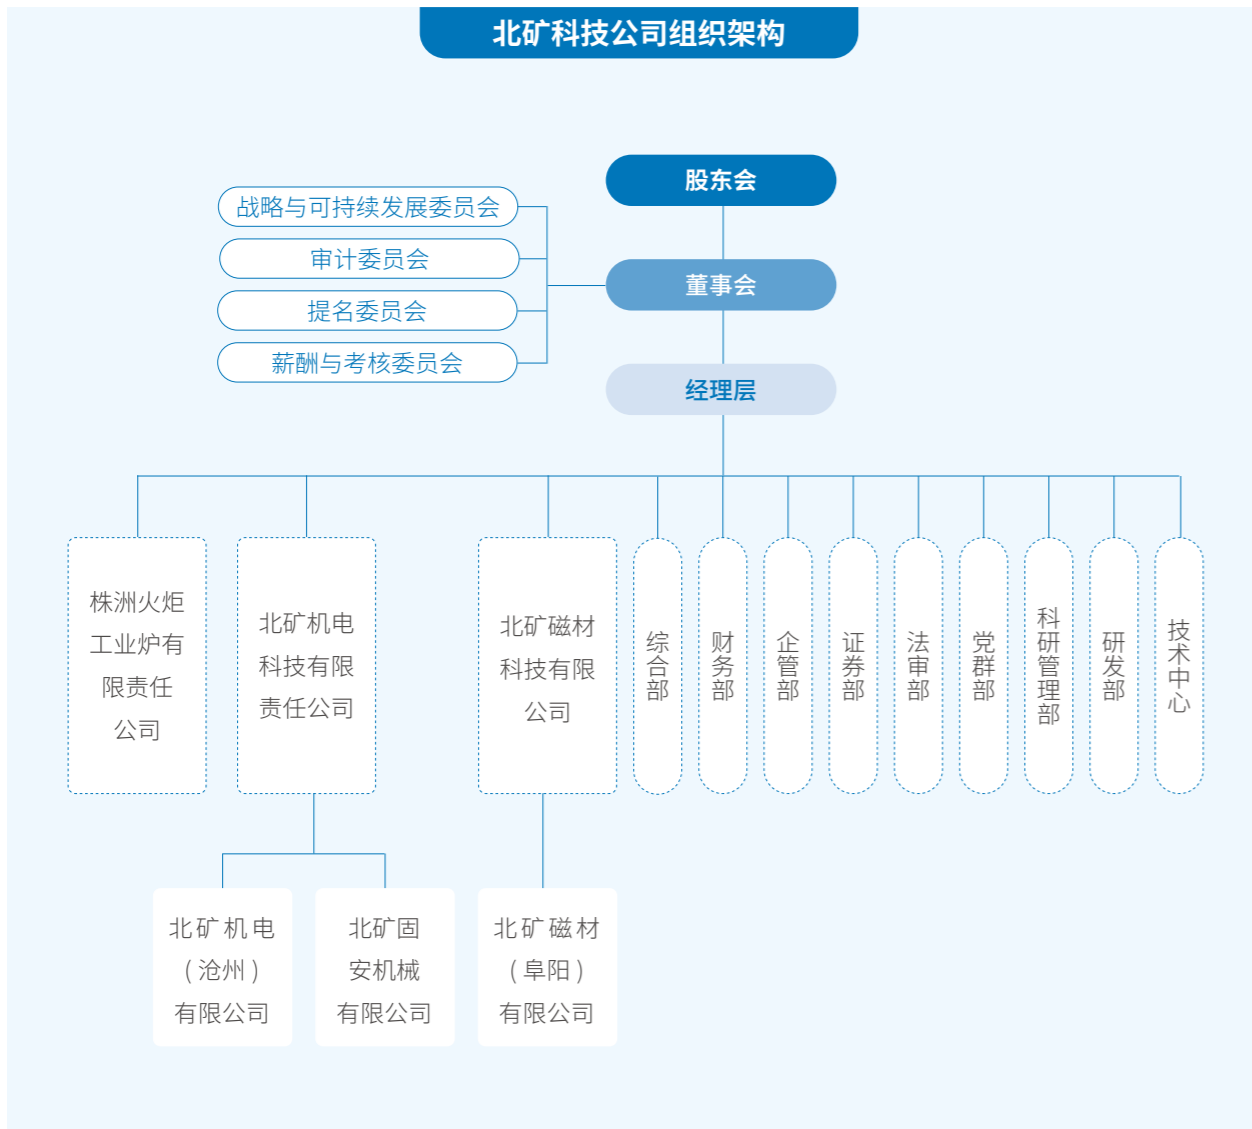 北矿科技公司组织架构
股东会
战略与可持续发展委员会
审计委员会
董事会
提名委员会
薪酬与考核委员会
经理层
株洲火炬
工业炉有
限责任
公司
北矿机电
科技有限
责任公司
北矿磁材
科技有限
公司
综合部
财务部
企管部
证券部
法审部
党群部
科研管理部
研发部
技术中心
北矿机电
(沧州)
有限公司
北矿固
安机械
有限公司
北矿磁材
(阜阳)
有限公司